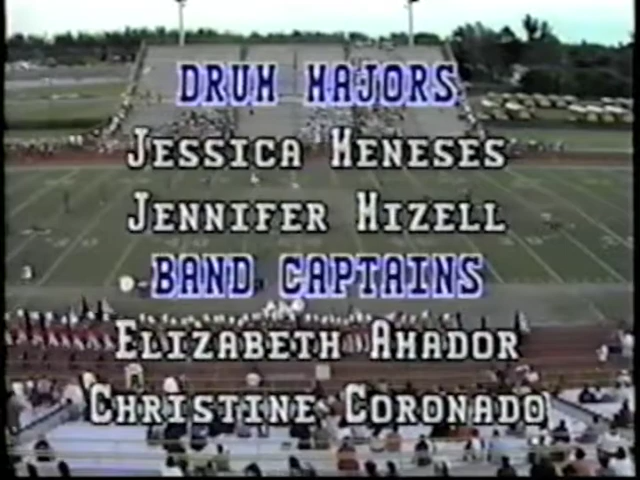 DRUM MAJORS
JESSICA MENESES
JENNIFER MIZELL
BAND CAPTAINS
ELIZABETH AMADOR
CHRISTINE CORONADO